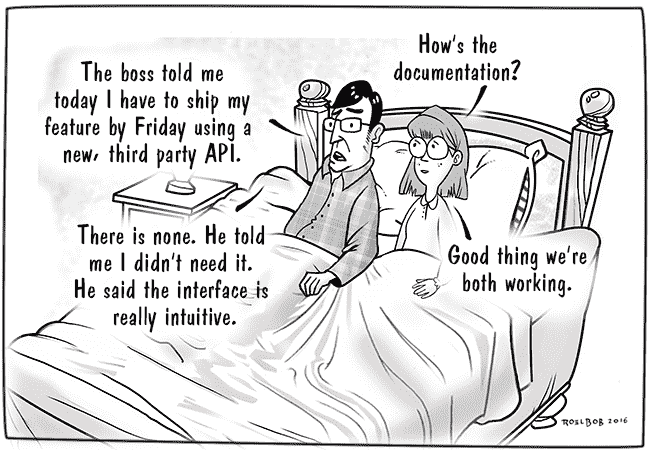 The boss told me
today I have to ship my
feature by Friday using a
new, third party API.
How's the
documentation?
There is none. He told
me I didn't need it.
He said the interface is
really intuitive.
Good thing we're
both working.
ROELBOB 2016